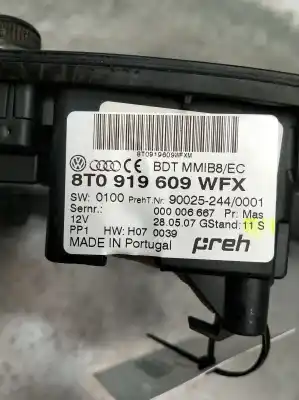 8T0919609WFXM
BDT MMIB8/EC
8T0 919 609 WFX
SW: 0100 PrehT.Nr: 90025-244/0001
Sernr.: 000 006 667 Pr: Mas
12V 28.05.07 GStand: 11 S
PP1 HW: H07 0039
MADE IN Portugal preh